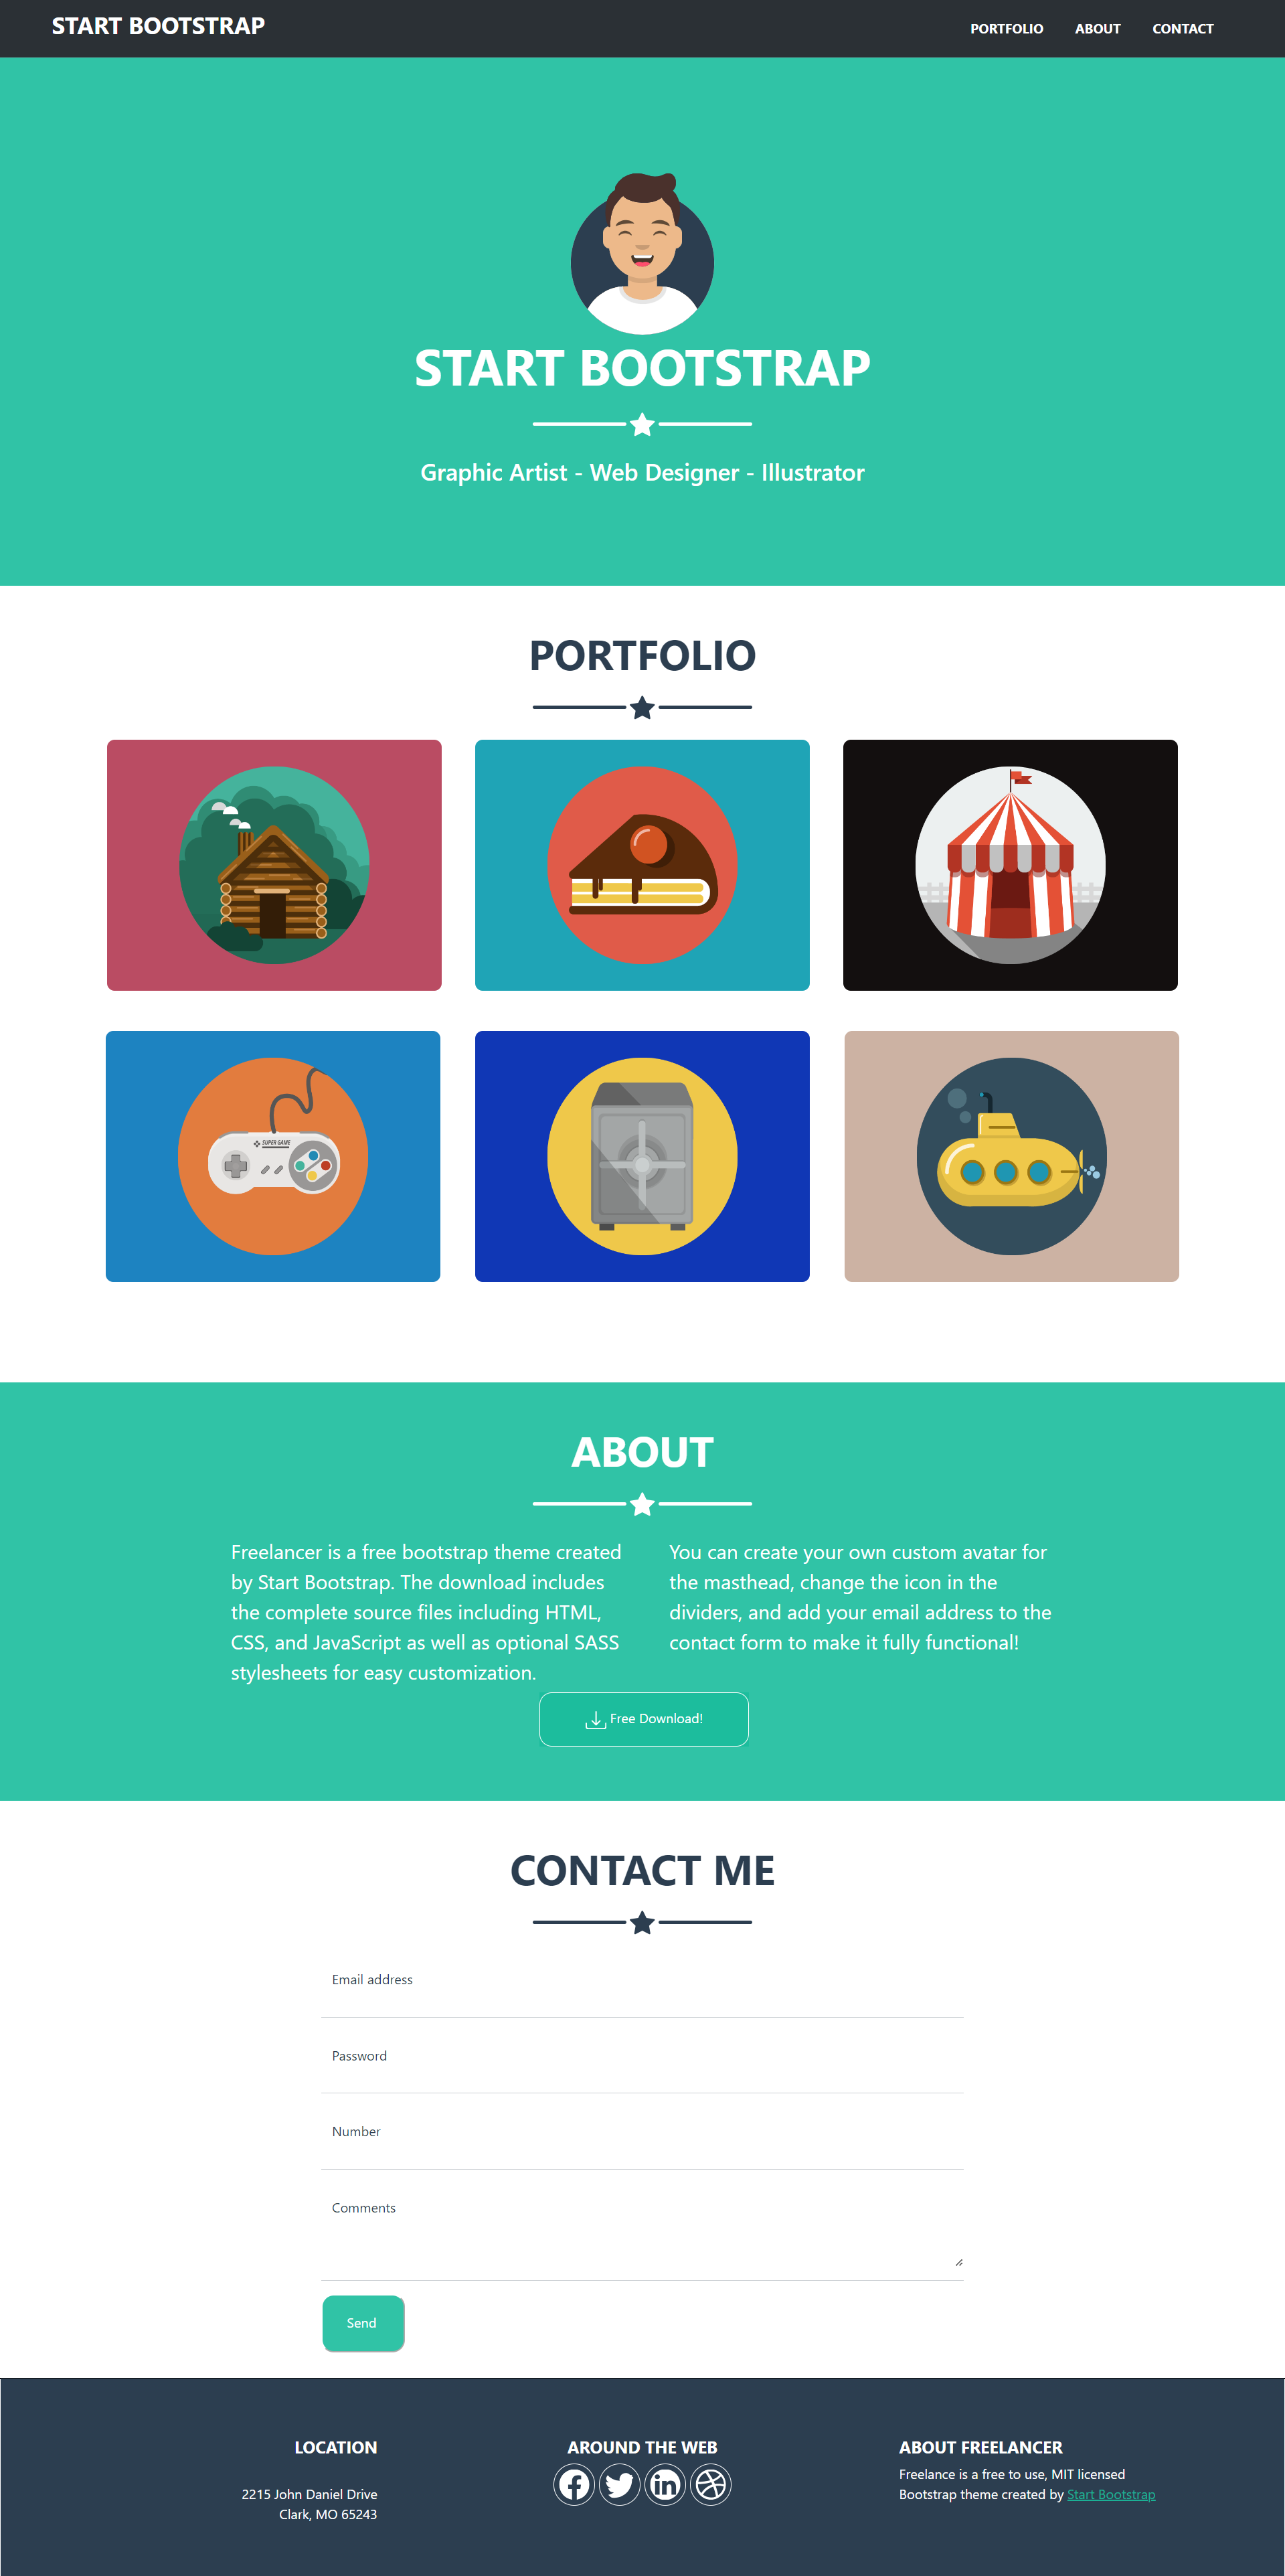 START BOOTSTRAP
PORTFOLIO
ABOUT
CONTACT
START BOOTSTRAP
Graphic Artist - Web Designer - Illustrator
PORTFOLIO
SUPER GAME
ABOUT
Freelancer is a free bootstrap theme created
by Start Bootstrap. The download includes
the complete source files including HTML,
CSS, and JavaScript as well as optional SASS
stylesheets for easy customization.
You can create your own custom avatar for
the masthead, change the icon in the
dividers, and add your email address to the
contact form to make it fully functional!
Free Download!
CONTACT ME
Email address
Password
Number
Comments
Send
LOCATION
2215 John Daniel Drive
Clark, MO 65243
AROUND THE WEB
ABOUT FREELANCER
Freelance is a free to use, MIT licensed
Bootstrap theme created by Start Bootstrap